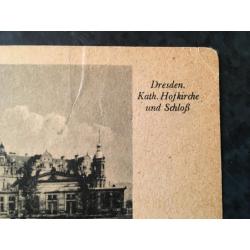 Dresden.
Kath. Hofkirche
und Schloß